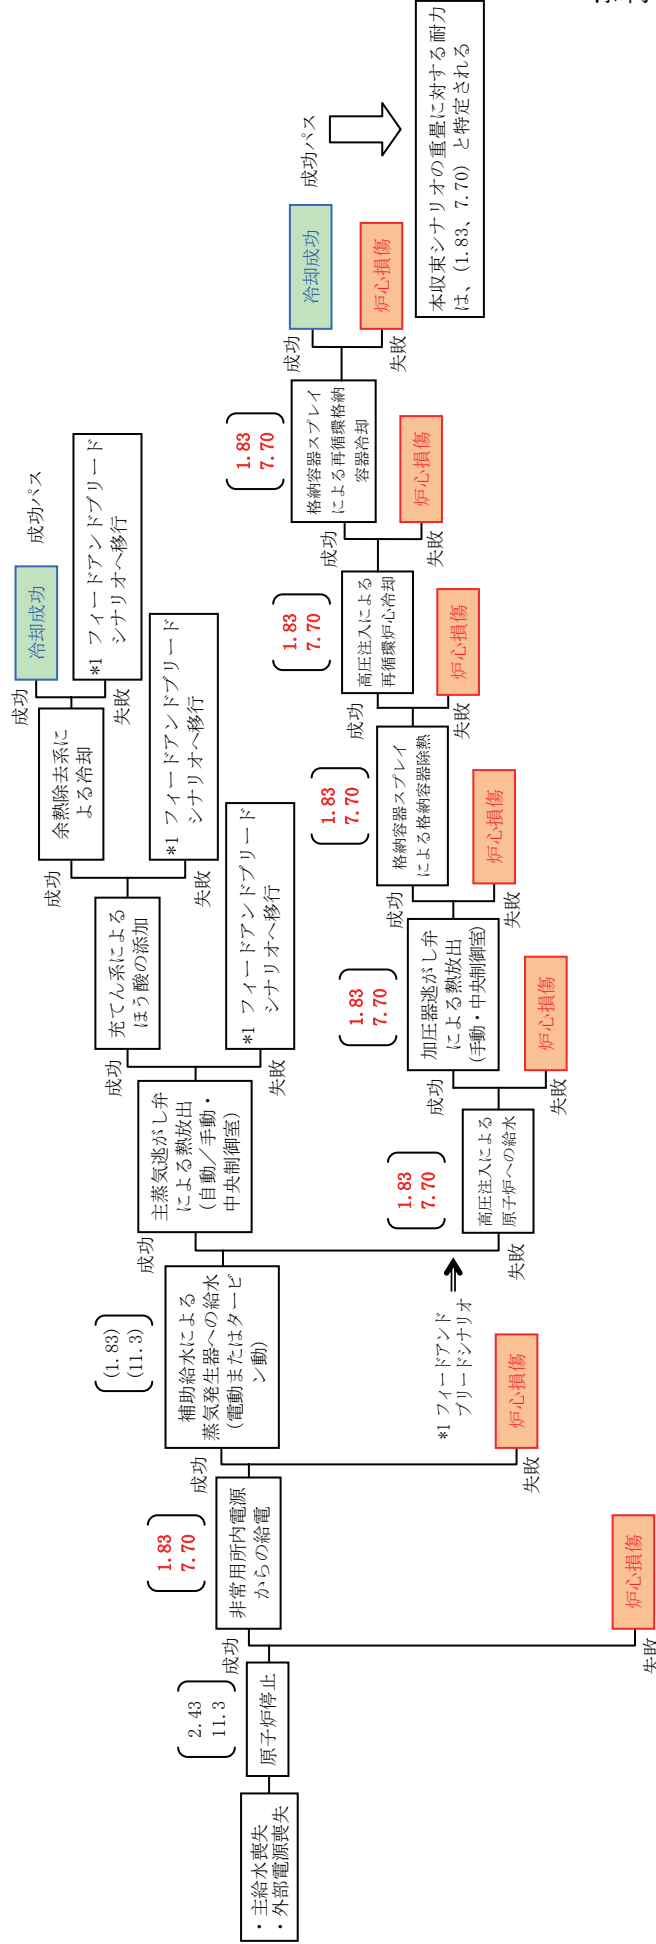 ・主給水喪失
・外部電源喪失
2.43
11.3
原子炉停止
成功
失敗
炉心損傷
1.83
7.70
非常用所内電源
からの給電
成功
失敗
炉心損傷
(1.83)
(11.3)
補助給水による
蒸気発生器への給水
(電動またはタービ
ン動)
成功
失敗
*1 フィードアンド
ブリードシナリオ
主蒸気逃がし弁
による熱放出
(自動／手動・
中央制御室)
成功
失敗
*1 フィードアンドブリード
シナリオへ移行
充てん系による
ほう酸の添加
成功
失敗
*1 フィードアンドブリード
シナリオへ移行
余熱除去系に
よる冷却
成功
失敗
冷却成功
成功パス
*1 フィードアンドブリード
シナリオへ移行
1.83
7.70
高圧注入による
原子炉への給水
成功
失敗
炉心損傷
1.83
7.70
加圧器逃がし弁
による熱放出
(手動・中央制御室)
成功
失敗
炉心損傷
1.83
7.70
格納容器スプレイ
による格納容器除熱
成功
失敗
炉心損傷
1.83
7.70
高圧注入による
再循環炉心冷却
成功
失敗
炉心損傷
1.83
7.70
格納容器スプレイ
による再循環格納
容器冷却
成功
失敗
冷却成功
炉心損傷
成功パス
本収束シナリオの重畳に対する耐力
は、(1.83、7.70) と特定される